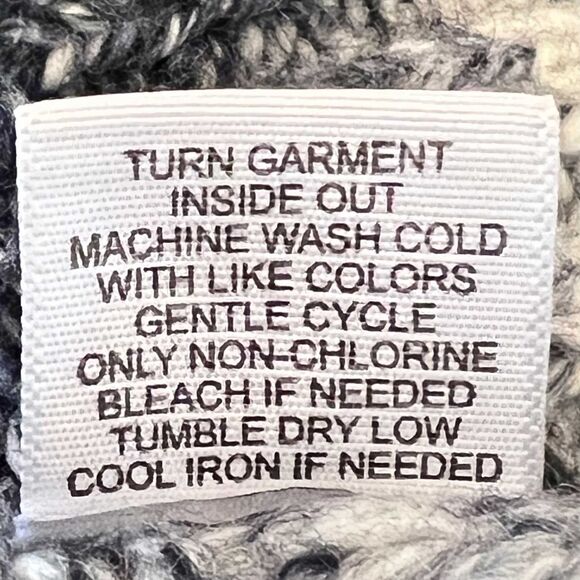 TURN GARMENT
INSIDE OUT
MACHINE WASH COLD
WITH LIKE COLORS
GENTLE CYCLE
ONLY NON-CHLORINE
BLEACH IF NEEDED
TUMBLE DRY LOW
COOL IRON IF NEEDED